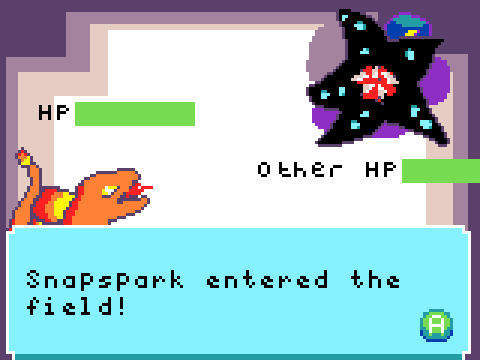 HP
Other HP
Snapspark entered the
field!
A